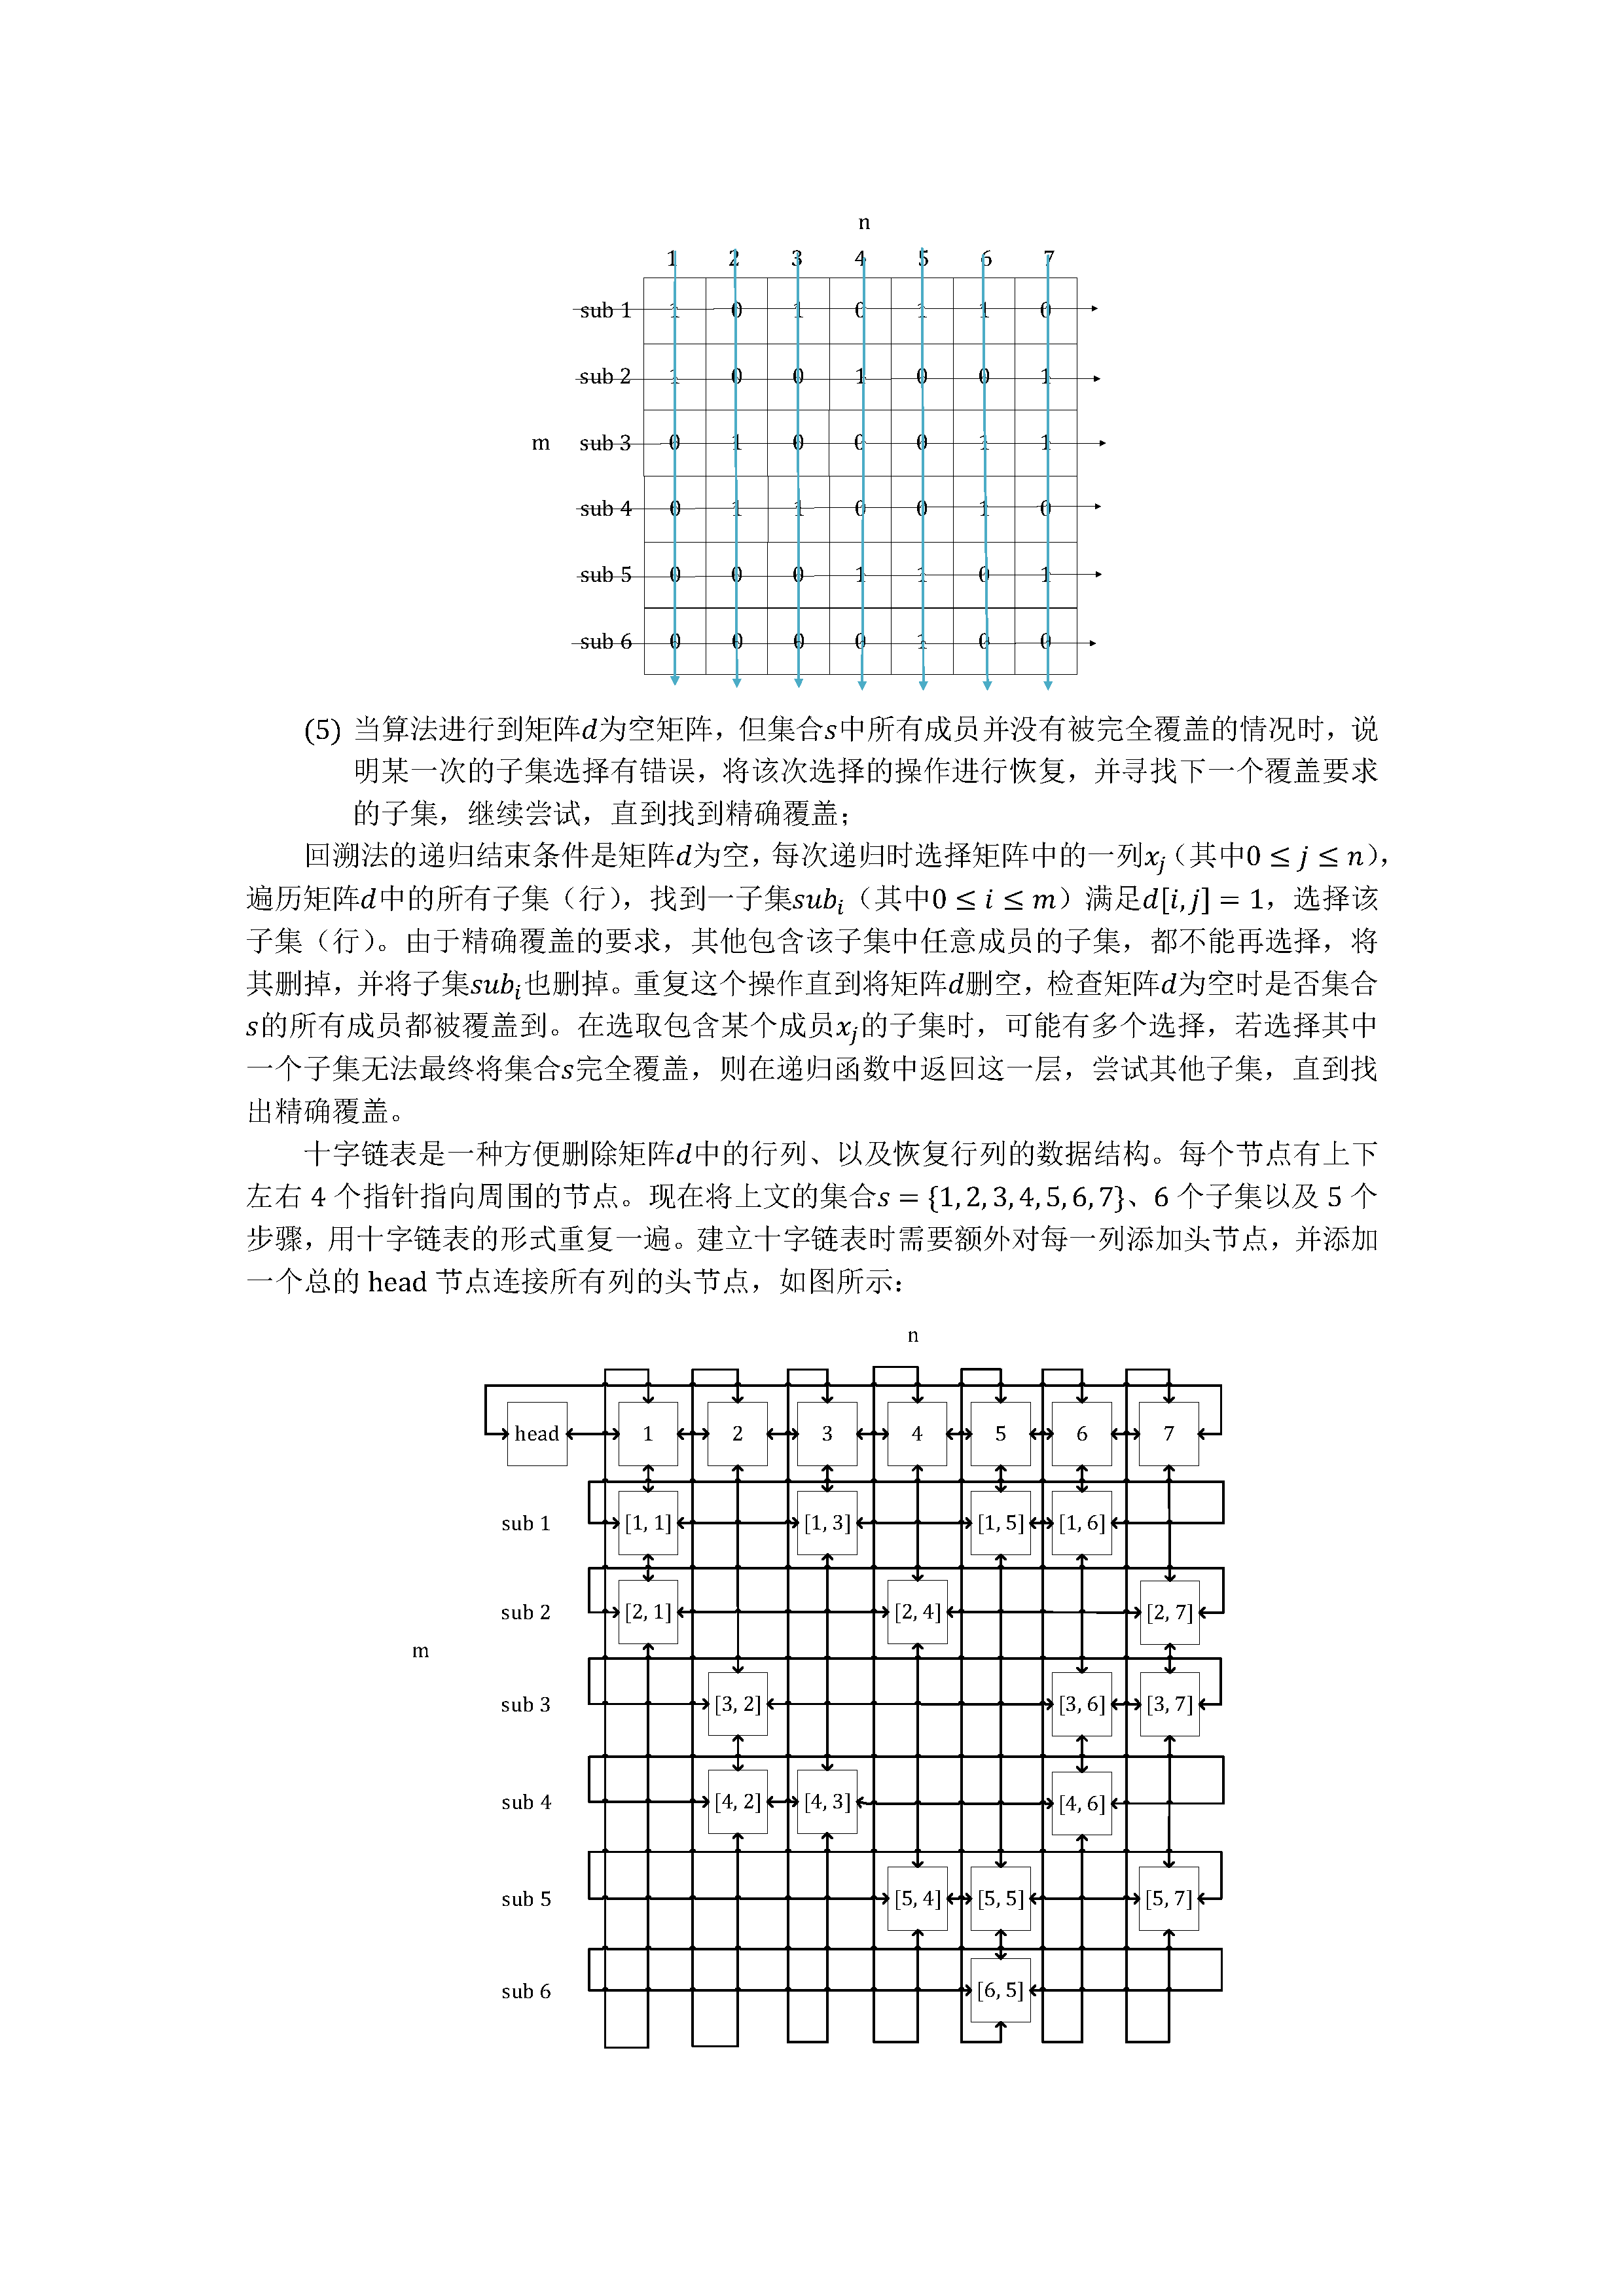 n
1 2 3 4 5 6 7
sub 1 1 0 1 0 1 1 0
sub 2 1 0 0 1 0 0 1
m sub 3 0 1 0 0 0 1 1
sub 4 0 1 1 0 0 1 0
sub 5 0 0 0 1 1 0 1
sub 6 0 0 0 0 1 0 0
(5) 当算法进行到矩阵d为空矩阵，但集合s中所有成员并没有被完全覆盖的情况时，说
明某一次的子集选择有错误，将该次选择的操作进行恢复，并寻找下一个覆盖要求
的子集，继续尝试，直到找到精确覆盖；
回溯法的递归结束条件是矩阵d为空，每次递归时选择矩阵中的一列xⱼ（其中0 ≤ j ≤ n），
遍历矩阵d中的所有子集（行），找到一子集subᵢ（其中0 ≤ i ≤ m）满足d[i,j] = 1，选择该
子集（行）。由于精确覆盖的要求，其他包含该子集中任意成员的子集，都不能再选择，将
其删掉，并将子集subᵢ也删掉。重复这个操作直到将矩阵d删空，检查矩阵d为空时是否集合
s的所有成员都被覆盖到。在选取包含某个成员xⱼ的子集时，可能有多个选择，若选择其中
一个子集无法最终将集合s完全覆盖，则在递归函数中返回这一层，尝试其他子集，直到找
出精确覆盖。
十字链表是一种方便删除矩阵d中的行列、以及恢复行列的数据结构。每个节点有上下
左右 4 个指针指向周围的节点。现在将上文的集合s = {1,2,3,4,5,6,7}、6 个子集以及 5 个
步骤，用十字链表的形式重复一遍。建立十字链表时需要额外对每一列添加头节点，并添加
一个总的 head 节点连接所有列的头节点，如图所示：
n
head 1 2 3 4 5 6 7
sub 1 [1, 1] [1, 3] [1, 5] [1, 6]
sub 2 [2, 1] [2, 4] [2, 7]
m
sub 3 [3, 2] [3, 6] [3, 7]
sub 4 [4, 2] [4, 3] [4, 6]
sub 5 [5, 4] [5, 5] [5, 7]
sub 6 [6, 5]